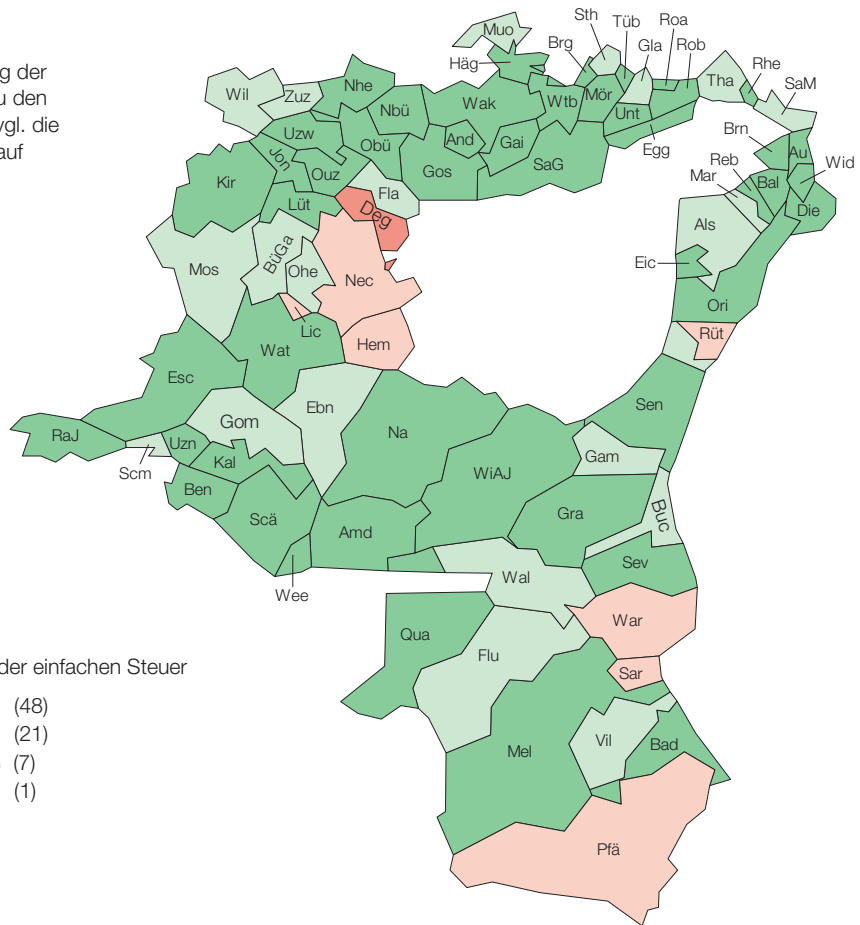 g der
u den
vgl. die
auf
Muo
Sth
Tüb
Roa
Brg
Gla
Rob
Häg
Tha
Rhe
SaM
Wil
Zuz
Nhe
Nbü
Wak
Wtb
Mör
Unt
Egg
Uzw
Obü
And
Gai
SaG
Brn
Au
Wid
Jon
Ouz
Gos
Reb
Bal
Mar
Die
Kir
Lüt
Fla
Deg
Als
Eic
Ori
Mos
BüGa
Ohe
Nec
Lic
Rüt
Wat
Hem
Esc
Ebn
Sen
RaJ
Gom
Na
Uzn
Scm
Kal
WiAJ
Gam
Ben
Scä
Amd
Gra
Buc
Wee
Wal
Sev
Qua
Flu
War
Sar
der einfachen Steuer
(48)
(21)
(7)
(1)
Mel
Vil
Bad
Pfä